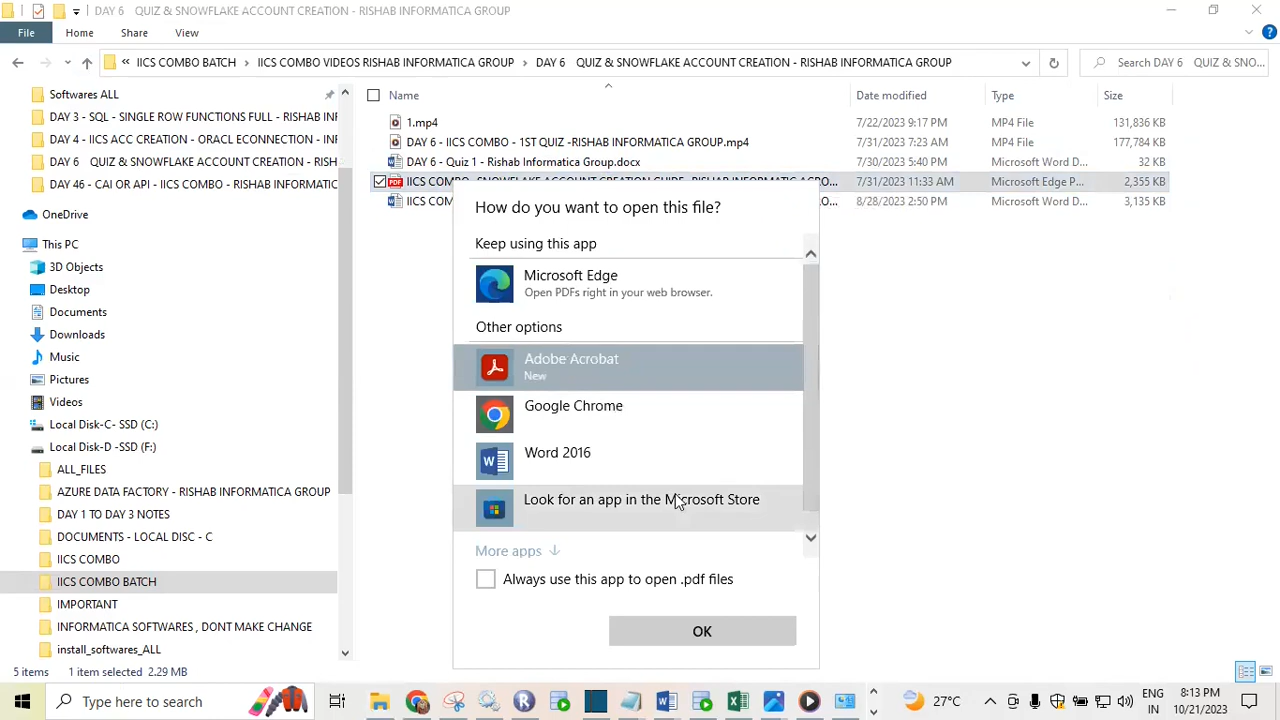 DAY 6 QUIZ & SNOWFLAKE ACCOUNT CREATION - RISHAB INFORMATICA GROUP
File Home Share View
IICS COMBO BATCH IICS COMBO VIDEOS RISHAB INFORMATICA GROUP DAY 6 QUIZ & SNOWFLAKE ACCOUNT CREATION - RISHAB INFORMATICA GROUP Search DAY 6 QUIZ & SNO...
Name Date modified Type Size
Softwares ALL
DAY 3 - SQL - SINGLE ROW FUNCTIONS FULL - RISHAB INFORM
DAY 4 - IICS ACC CREATION - ORACL ECONNECTION - INF
DAY 6 QUIZ & SNOWFLAKE ACCOUNT CREATION - RISH
DAY 46 - CAI OR API - IICS COMBO - RISHAB INFORMATIC
OneDrive
This PC
3D Objects
Desktop
Documents
Downloads
Music
Pictures
Videos
Local Disk-C- SSD (C:)
Local Disk-D -SSD (F:)
ALL_FILES
AZURE DATA FACTORY - RISHAB INFORMATICA GROUP
DAY 1 TO DAY 3 NOTES
DOCUMENTS - LOCAL DISC - C
IICS COMBO
IICS COMBO BATCH
IMPORTANT
INFORMATICA SOFTWARES , DONT MAKE CHANGE
install_softwares_ALL
1.mp4 7/22/2023 9:17 PM MP4 File 131,836 KB
DAY 6 - IICS COMBO - 1ST QUIZ -RISHAB INFORMATICA GROUP.mp4 7/31/2023 7:23 AM MP4 File 177,784 KB
DAY 6 - Quiz 1 - Rishab Informatica Group.docx 7/30/2023 5:40 PM Microsoft Word D... 32 KB
PDF IICS COMBO - SNOWFLAKE ACCOUNT CREATION GUIDE - RISHAB INFORMATICA GRO... 7/31/2023 11:33 AM Microsoft Edge P... 2,355 KB
IICS COM O... 8/28/2023 2:50 PM Microsoft Word D... 3,135 KB
How do you want to open this file?
Keep using this app
Microsoft Edge
Open PDFs right in your web browser.
Other options
Adobe Acrobat
New
Google Chrome
Word 2016
Look for an app in the Microsoft Store
More apps
Always use this app to open .pdf files
OK
5 items 1 item selected 2.29 MB
Type here to search
27°C
ENG
IN
8:13 PM
10/21/2023